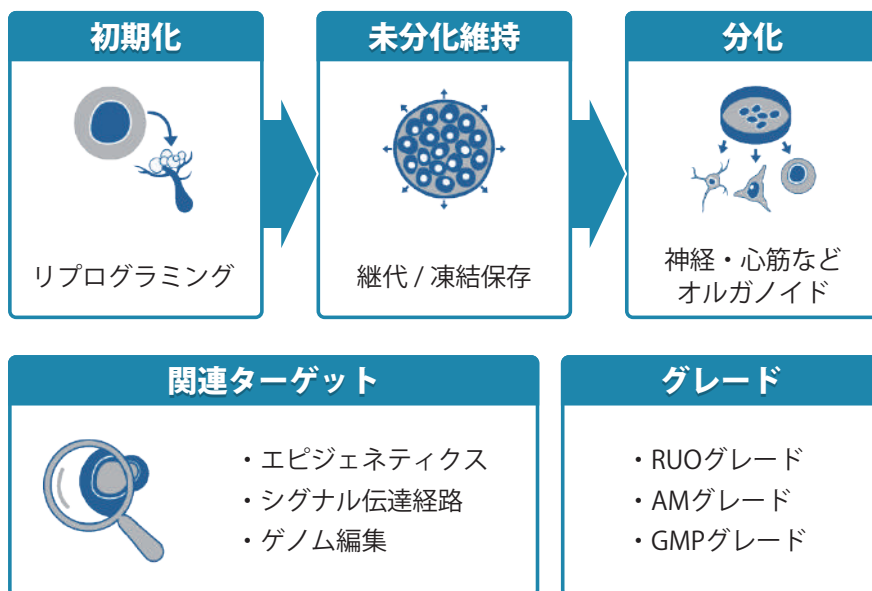 初期化
リプログラミング
未分化維持
継代 / 凍結保存
分化
神経・心筋など
オルガノイド
関連ターゲット
・エピジェネティクス
・シグナル伝達経路
・ゲノム編集
グレード
・RUOグレード
・AMグレード
・GMPグレード